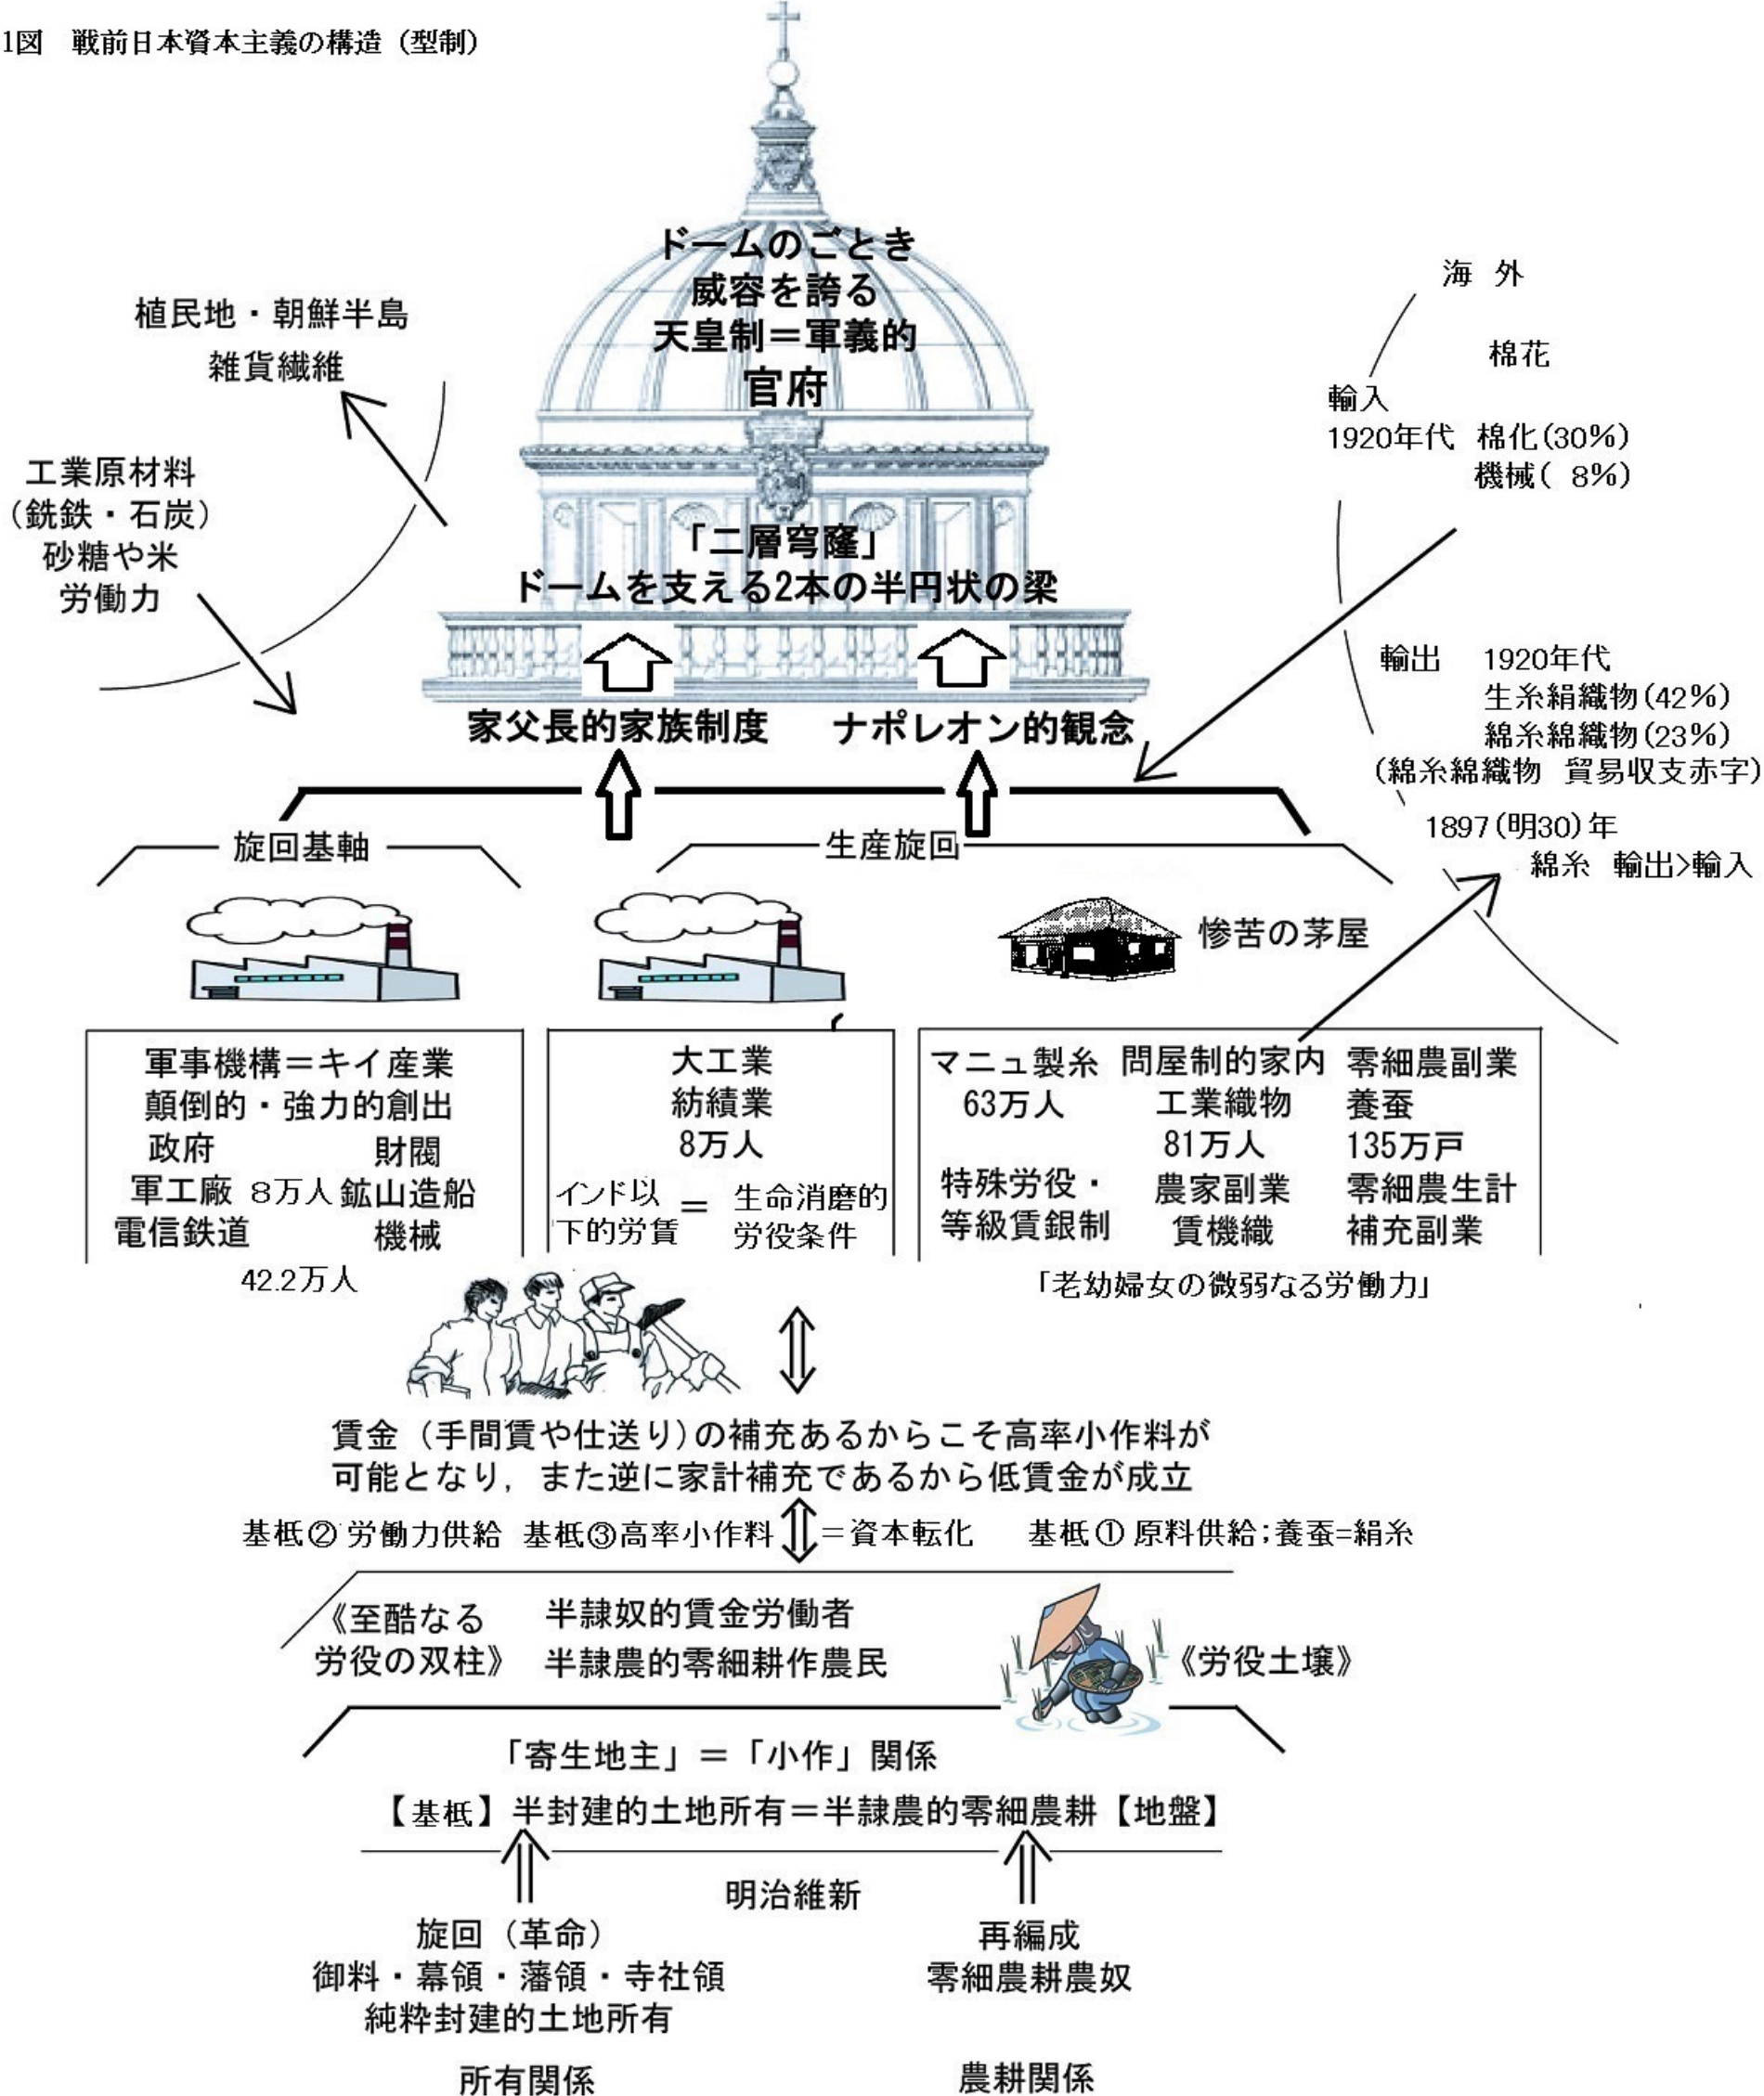 1図 戦前日本資本主義の構造（型制）
ドームのごとき
威容を誇る
天皇制＝軍義的
官府
「二層穹窿」
ドームを支える2本の半円状の梁
家父長的家族制度 ナポレオン的観念
植民地・朝鮮半島
雑貨繊維
工業原材料
（銑鉄・石炭）
砂糖や米
労働力
海 外
棉花
輸入
1920年代 棉化(30%)
機械( 8%)
輸出 1920年代
生糸絹織物(42%)
綿糸綿織物(23%)
(綿糸綿織物 貿易収支赤字)
1897(明30)年
綿糸 輸出>輸入
旋回基軸
生産旋回
惨苦の茅屋
軍事機構＝キイ産業
顛倒的・強力的創出
政府 財閥
軍工廠 8万人 鉱山造船
電信鉄道 機械
42.2万人
大工業
紡績業
8万人
インド以下的労賃 ＝ 生命消磨的労役条件
マニュ製糸
63万人
特殊労役・
等級賃銀制
問屋制的家内
工業織物
81万人
農家副業
賃機織
零細農副業
養蚕
135万戸
零細農生計
補充副業
「老幼婦女の微弱なる労働力」
賃金（手間賃や仕送り)の補充あるからこそ高率小作料が
可能となり，また逆に家計補充であるから低賃金が成立
基柢② 労働力供給 基柢③高率小作料 ＝資本転化 基柢① 原料供給;養蚕=絹糸
《至酷なる
労役の双柱》
半隷奴的賃金労働者
半隷農的零細耕作農民
《労役土壌》
「寄生地主」＝「小作」関係
【基柢】半封建的土地所有＝半隷農的零細農耕【地盤】
明治維新
旋回（革命）
御料・幕領・藩領・寺社領
純粋封建的土地所有
所有関係
再編成
零細農耕農奴
農耕関係